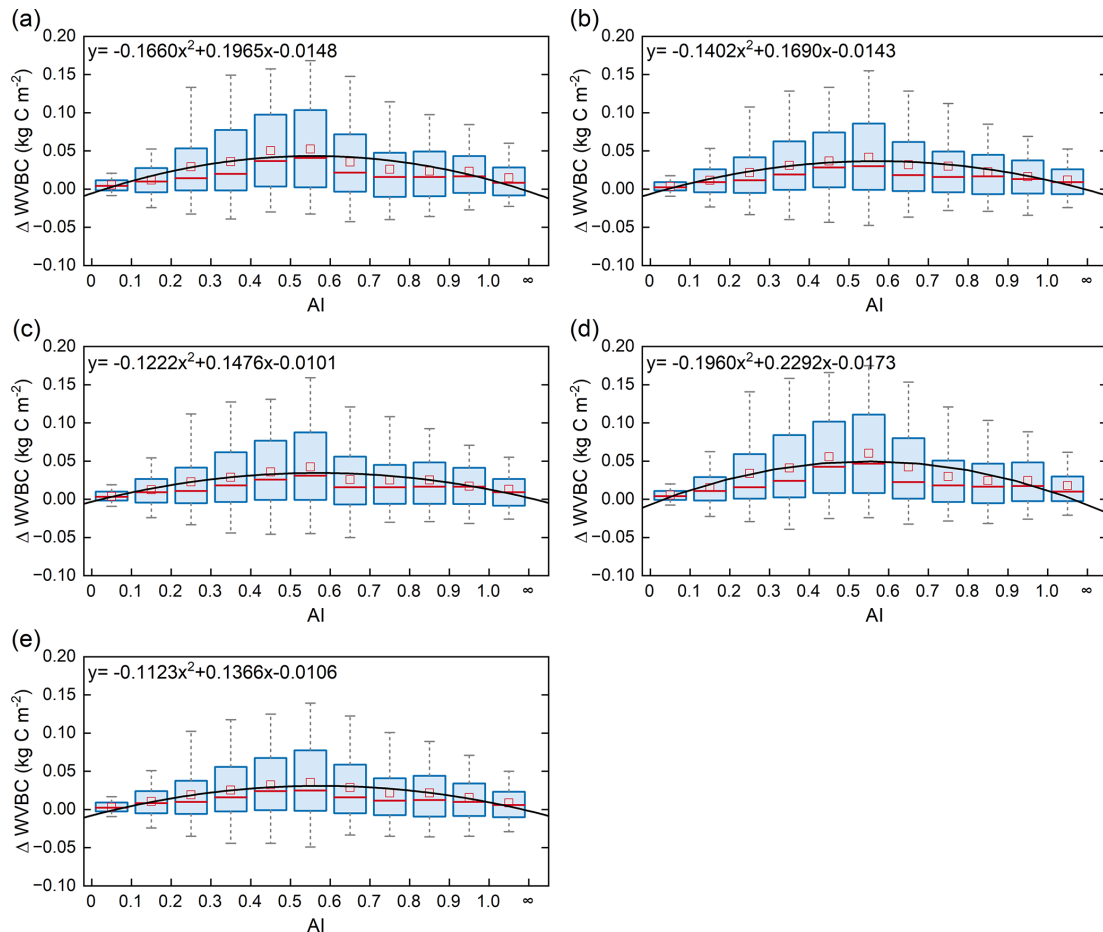 (a)
y= -0.1660x²+0.1965x-0.0148
0.20
0.15
0.10
0.05
0.00
−0.05
−0.10
Δ WVBC (kg C m⁻²)
0 0.1 0.2 0.3 0.4 0.5 0.6 0.7 0.8 0.9 1.0 ∞
AI
(b)
y= -0.1402x²+0.1690x-0.0143
0.20
0.15
0.10
0.05
0.00
−0.05
−0.10
Δ WVBC (kg C m⁻²)
0 0.1 0.2 0.3 0.4 0.5 0.6 0.7 0.8 0.9 1.0 ∞
AI
(c)
y= -0.1222x²+0.1476x-0.0101
0.20
0.15
0.10
0.05
0.00
−0.05
−0.10
Δ WVBC (kg C m⁻²)
0 0.1 0.2 0.3 0.4 0.5 0.6 0.7 0.8 0.9 1.0 ∞
AI
(d)
y= -0.1960x²+0.2292x-0.0173
0.20
0.15
0.10
0.05
0.00
−0.05
−0.10
Δ WVBC (kg C m⁻²)
0 0.1 0.2 0.3 0.4 0.5 0.6 0.7 0.8 0.9 1.0 ∞
AI
(e)
y= -0.1123x²+0.1366x-0.0106
0.20
0.15
0.10
0.05
0.00
−0.05
−0.10
Δ WVBC (kg C m⁻²)
0 0.1 0.2 0.3 0.4 0.5 0.6 0.7 0.8 0.9 1.0 ∞
AI